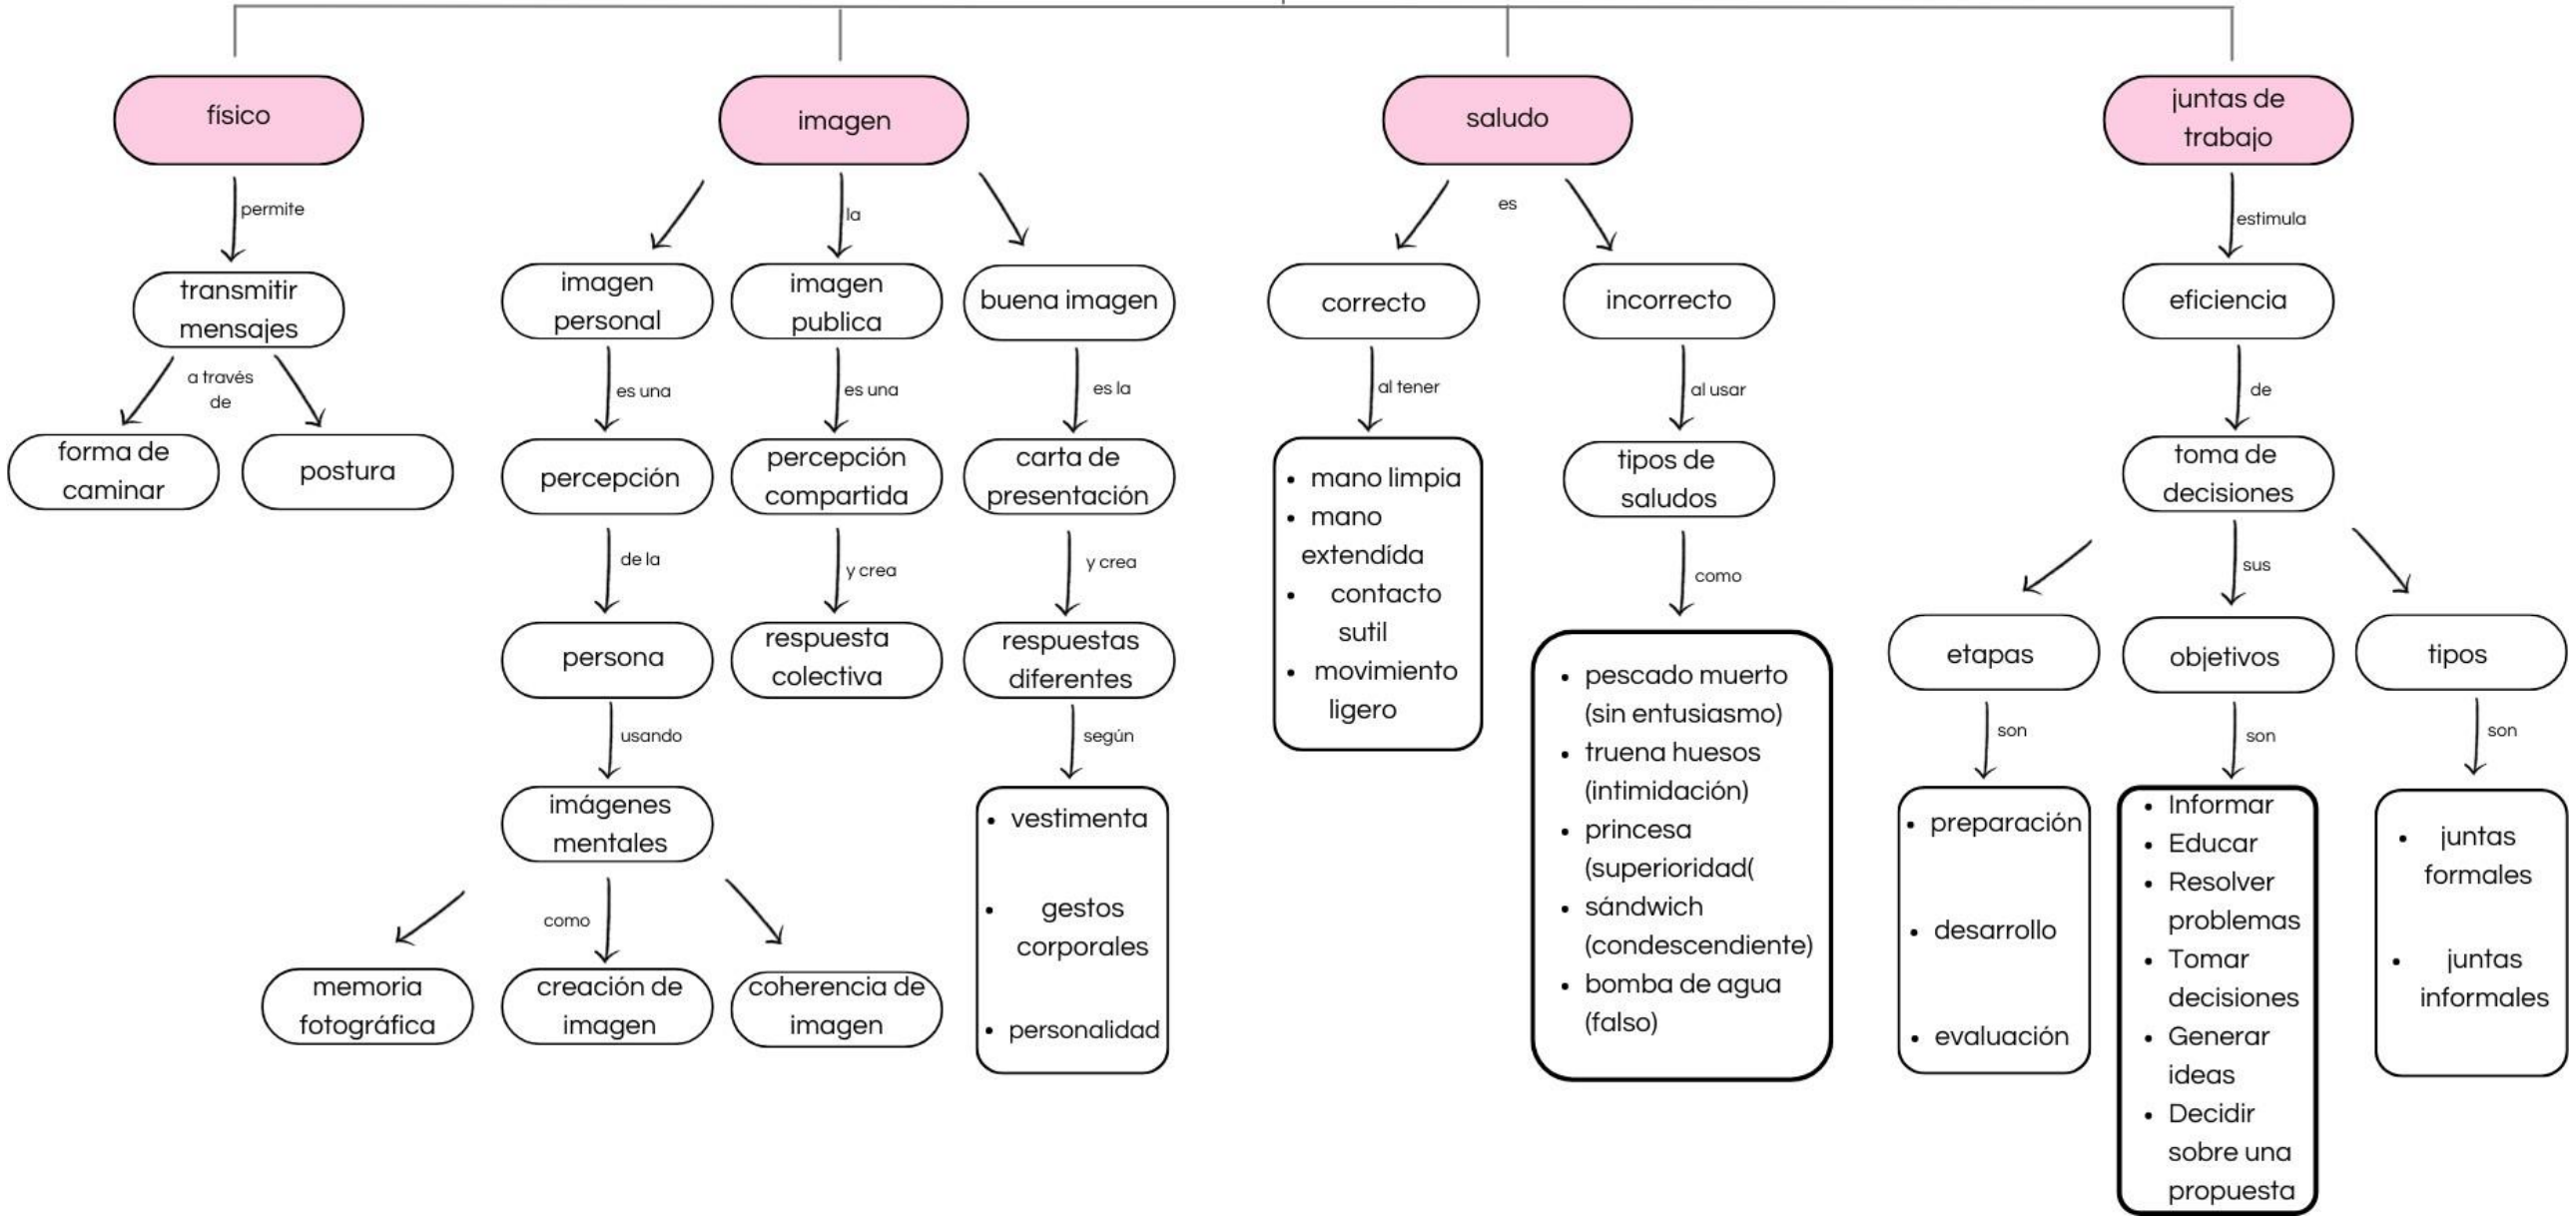 físico
permite
transmitir
mensajes
a través
de
forma de
caminar
postura
imagen
la
imagen
personal
es una
percepción
de la
persona
usando
imágenes
mentales
como
memoria
fotográfica
creación de
imagen
coherencia de
imagen
imagen
publica
es una
percepción
compartida
y crea
respuesta
colectiva
buena imagen
es la
carta de
presentación
y crea
respuestas
diferentes
según
• vestimenta
• gestos
corporales
• personalidad
saludo
es
correcto
al tener
• mano limpia
• mano
extendida
• contacto
sutil
• movimiento
ligero
incorrecto
al usar
tipos de
saludos
como
• pescado muerto
(sin entusiasmo)
• truena huesos
(intimidación)
• princesa
(superioridad(
• sándwich
(condescendiente)
• bomba de agua
(falso)
juntas de
trabajo
estimula
eficiencia
de
toma de
decisiones
sus
etapas
son
• preparación
• desarrollo
• evaluación
objetivos
son
• Informar
• Educar
• Resolver
problemas
• Tomar
decisiones
• Generar
ideas
• Decidir
sobre una
propuesta
tipos
son
• juntas
formales
• juntas
informales